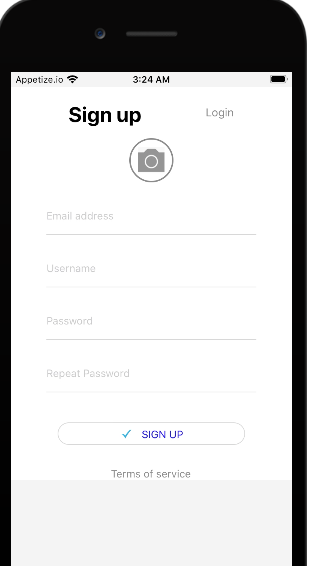 Appetize.io 3:24 AM
Sign up Login
Email address
Username
Password
Repeat Password
SIGN UP
Terms of service